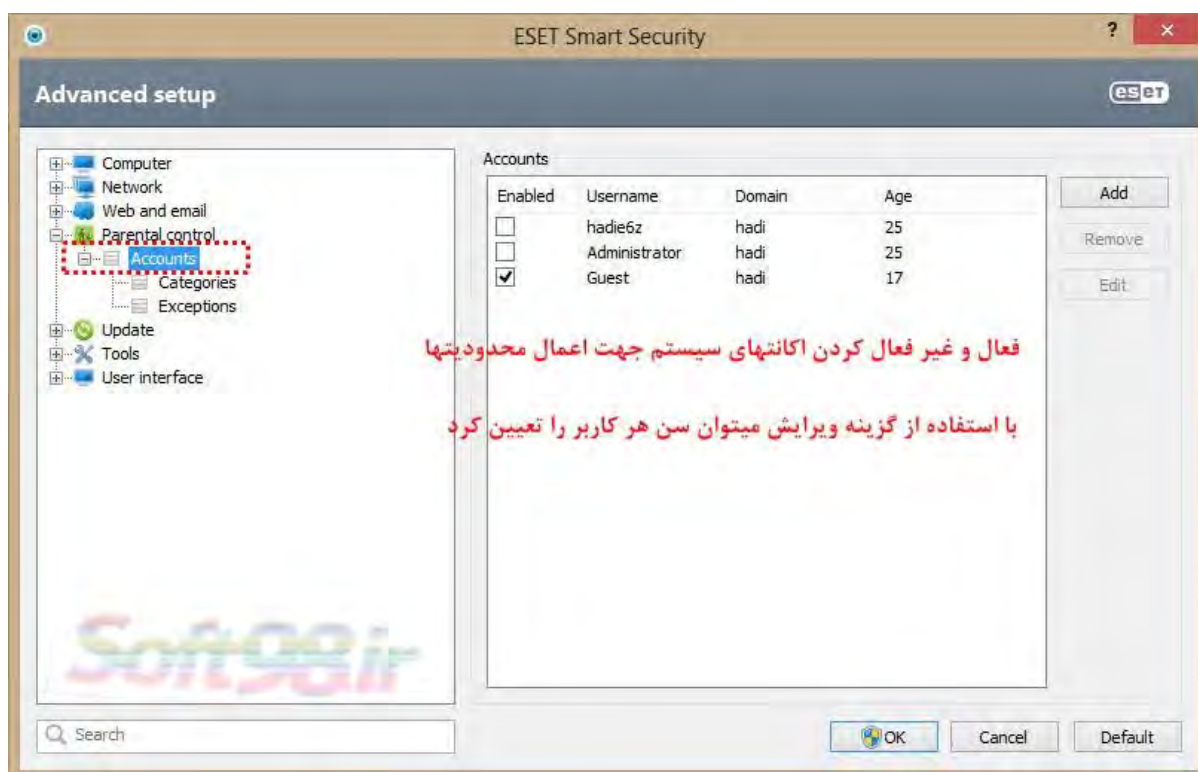 ESET Smart Security
?
Advanced setup
eset
Computer
Network
Web and email
Parental control
Accounts
Categories
Exceptions
Update
Tools
User interface
Accounts
Enabled Username Domain Age
hadie6z hadi 25
Administrator hadi 25
Guest hadi 17
Add
Remove
Edit
فعال و غیر فعال کردن اکانتهای سیستم جهت اعمال محدودیتها
با استفاده از گزینه ویرایش میتوان سن هر کاربر را تعیین کرد
Soft98.ir
Search
OK Cancel Default